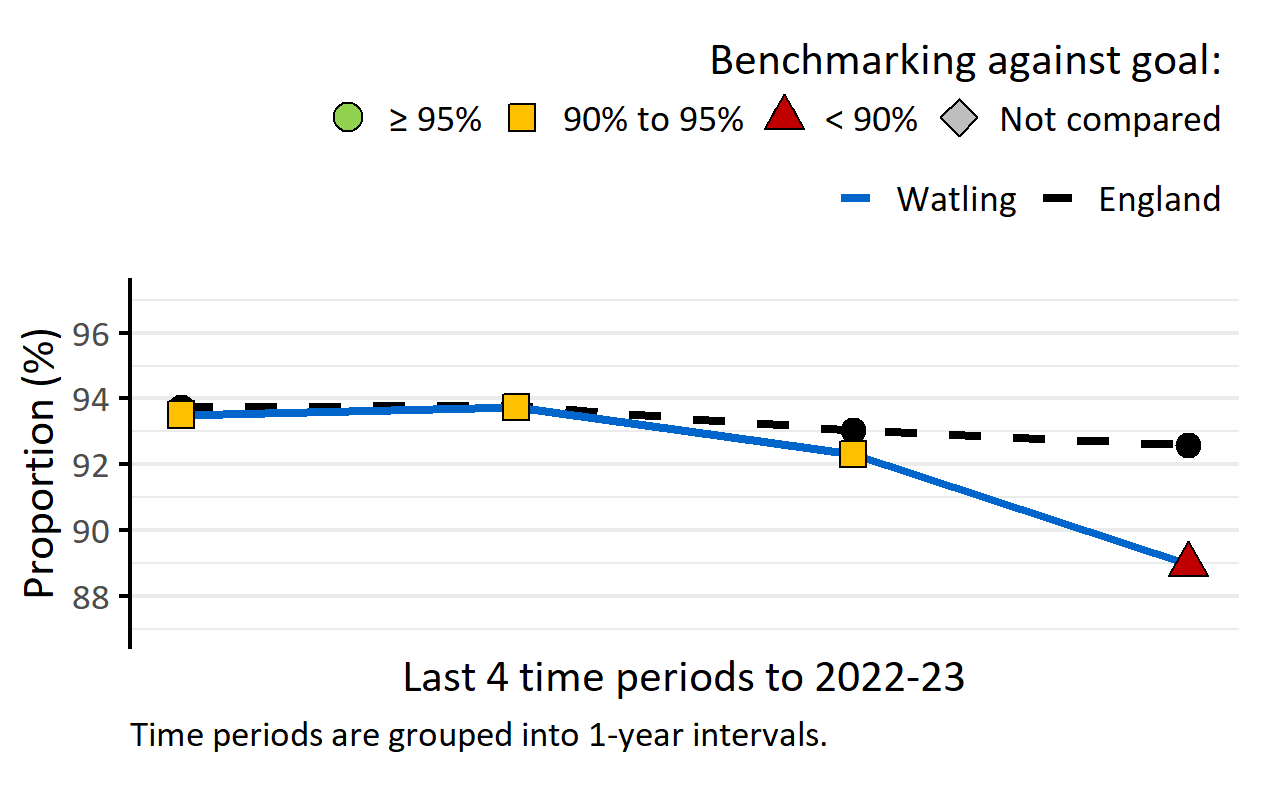 Benchmarking against goal:
≥ 95% 90% to 95% < 90% Not compared
Watling England
Proportion (%)
96
94
92
90
88
Last 4 time periods to 2022-23
Time periods are grouped into 1-year intervals.